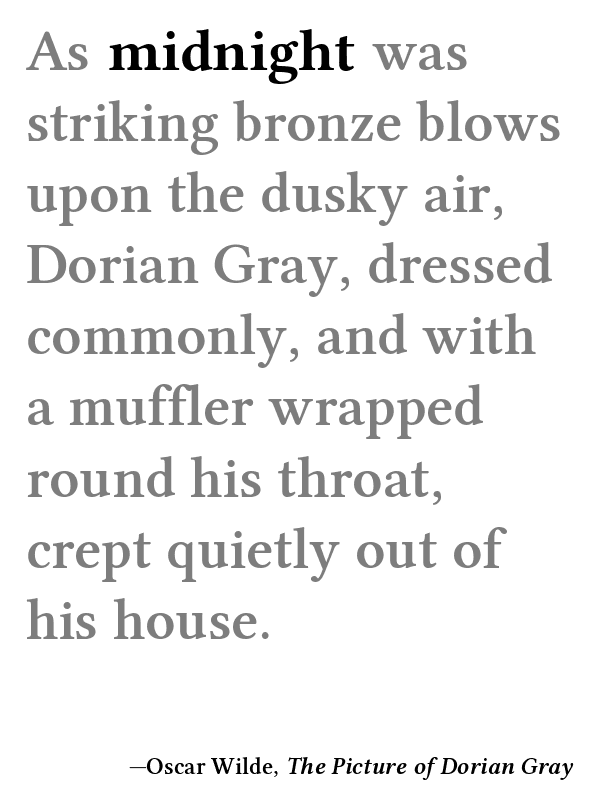 As midnight was
striking bronze blows
upon the dusky air,
Dorian Gray, dressed
commonly, and with
a muffler wrapped
round his throat,
crept quietly out of
his house.
—Oscar Wilde, The Picture of Dorian Gray